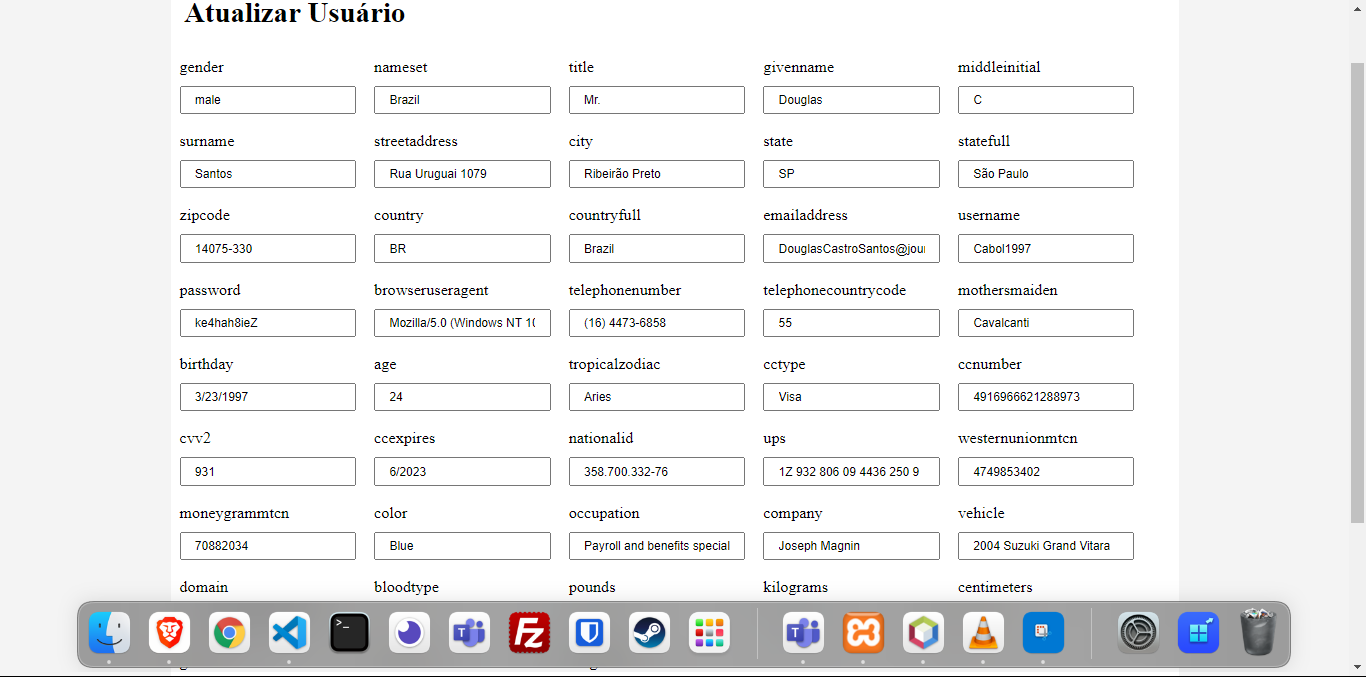 Atualizar Usuário
gender nameset title givenname middleinitial
male Brazil Mr. Douglas C
surname streetaddress city state statefull
Santos Rua Uruguai 1079 Ribeirão Preto SP São Paulo
zipcode country countryfull emailaddress username
14075-330 BR Brazil DouglasCastroSantos@jou Cabol1997
password browseruseragent telephonenumber telephonecountrycode mothersmaiden
ke4hah8ieZ Mozilla/5.0 (Windows NT 10 (16) 4473-6858 55 Cavalcanti
birthday age tropicalzodiac cctype ccnumber
3/23/1997 24 Aries Visa 4916966621288973
cvv2 ccexpires nationalid ups westernunionmtcn
931 6/2023 358.700.332-76 1Z 932 806 09 4436 250 9 4749853402
moneygrammtcn color occupation company vehicle
70882034 Blue Payroll and benefits special Joseph Magnin 2004 Suzuki Grand Vitara
domain bloodtype pounds kilograms centimeters